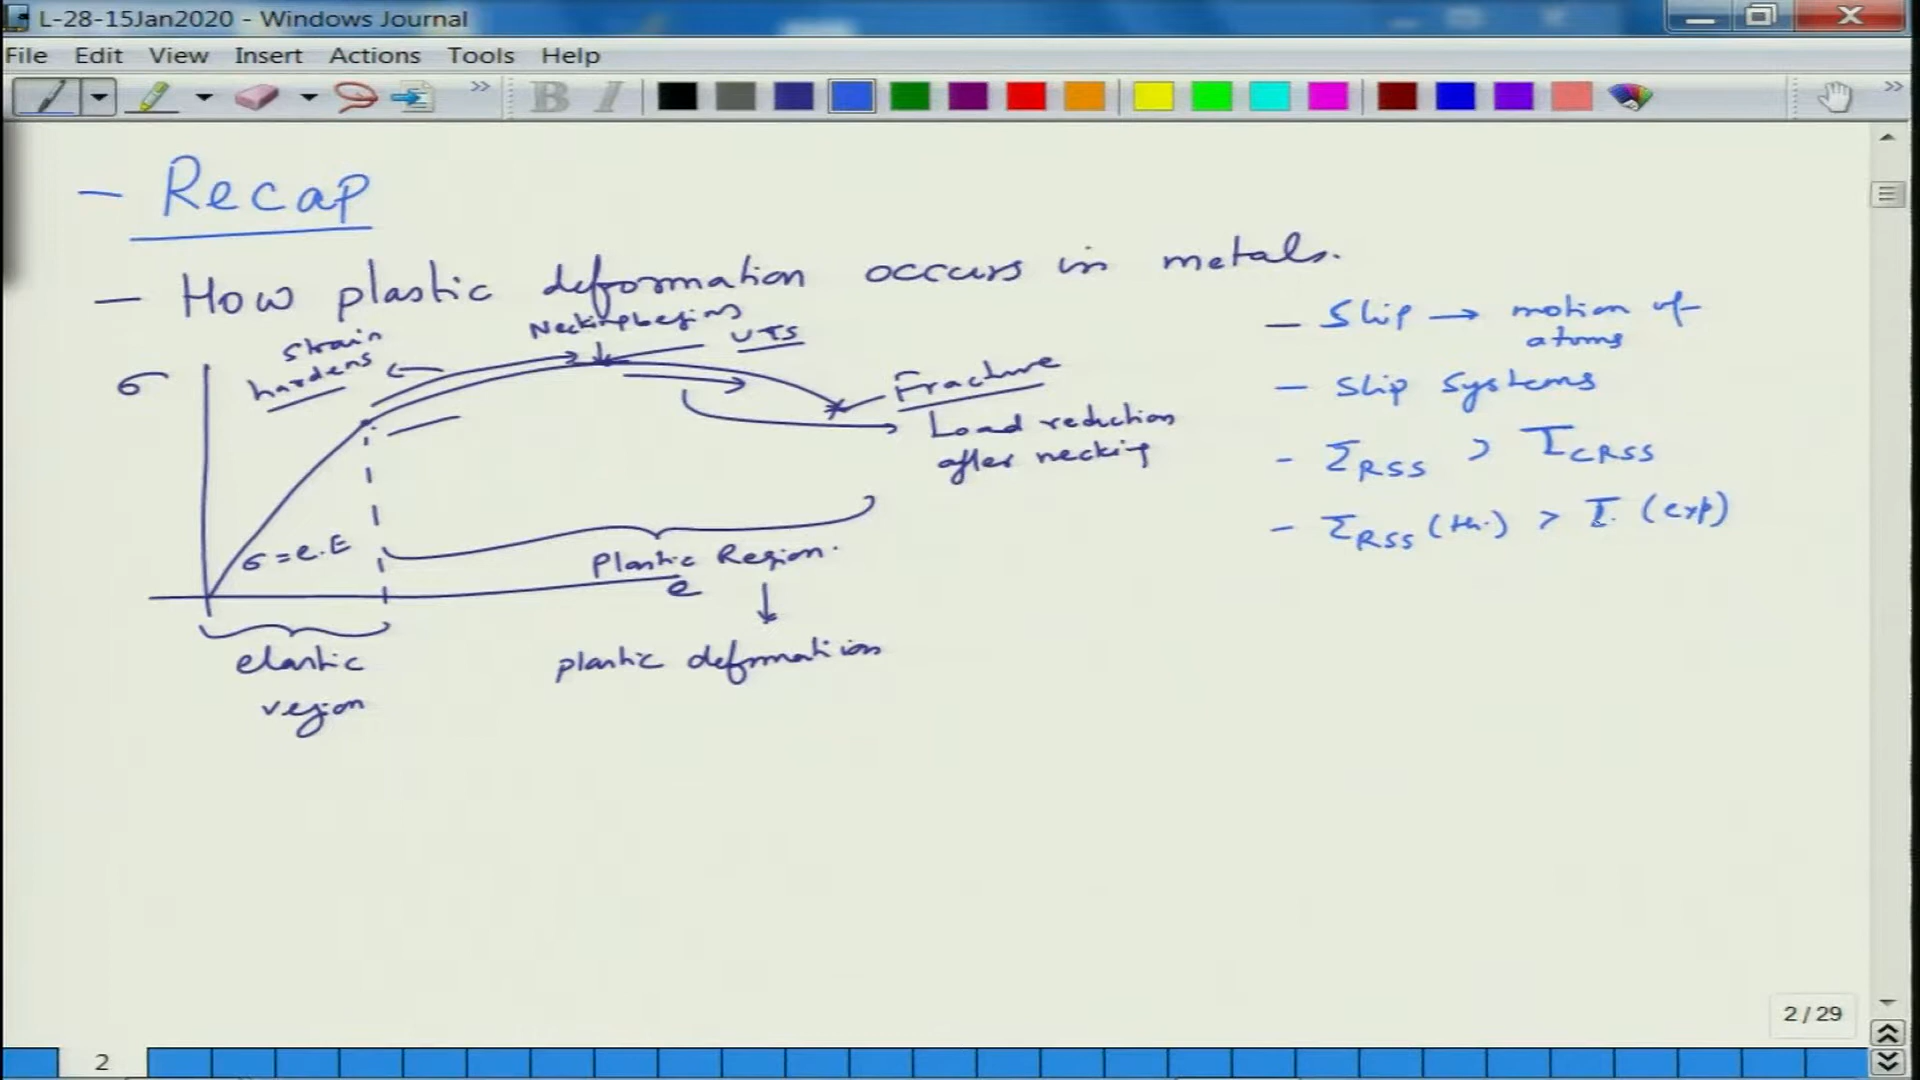 L-28-15Jan2020 - Windows Journal
File Edit View Insert Actions Tools Help
B I
– Recap
– How plastic deformation occurs in metals.
Strain
hardens
Necking begins
UTS
σ
Fracture
Load reduction
after necking
σ = e.E
Plastic Region.
e
plastic deformation
elastic
region
– Slip → motion of
atoms
– Slip Systems
- τRSS > τCRSS
- τRSS (th.) > τ (exp)
2 / 29
2